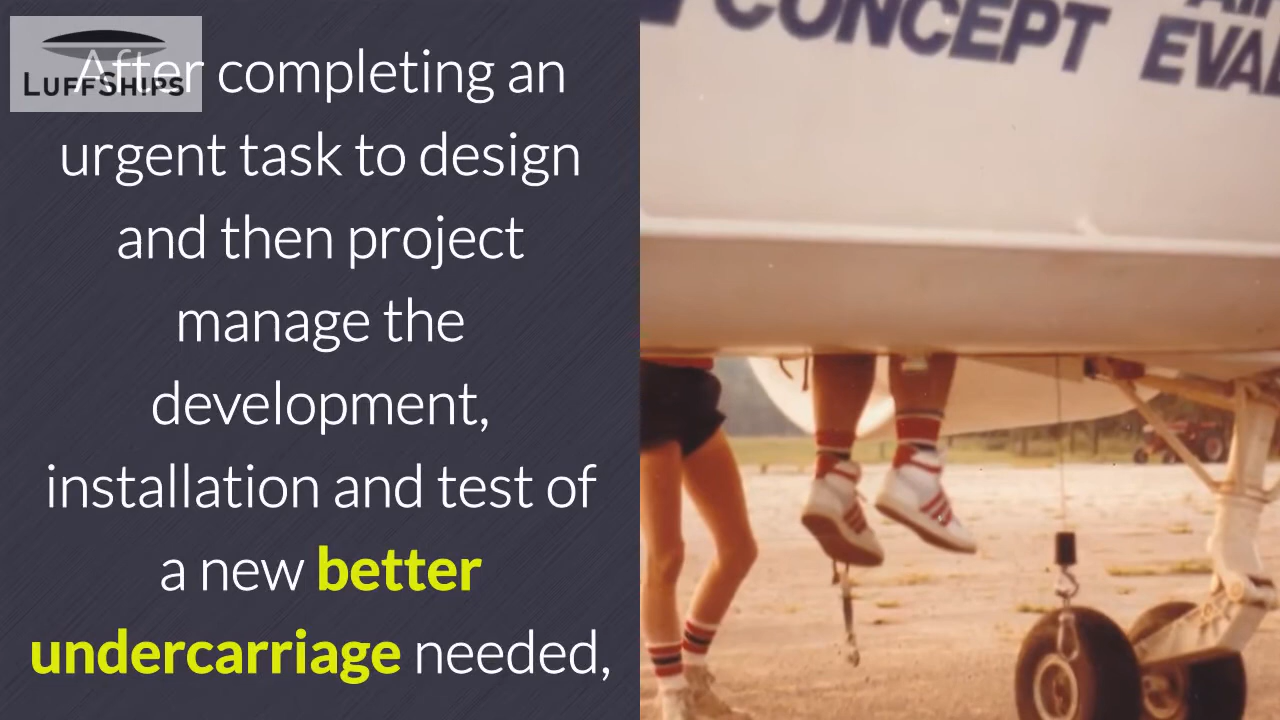 LUFFSHIPS
After completing an
urgent task to design
and then project
manage the
development,
installation and test of
a new better
undercarriage needed,
CONCEPT EVAL